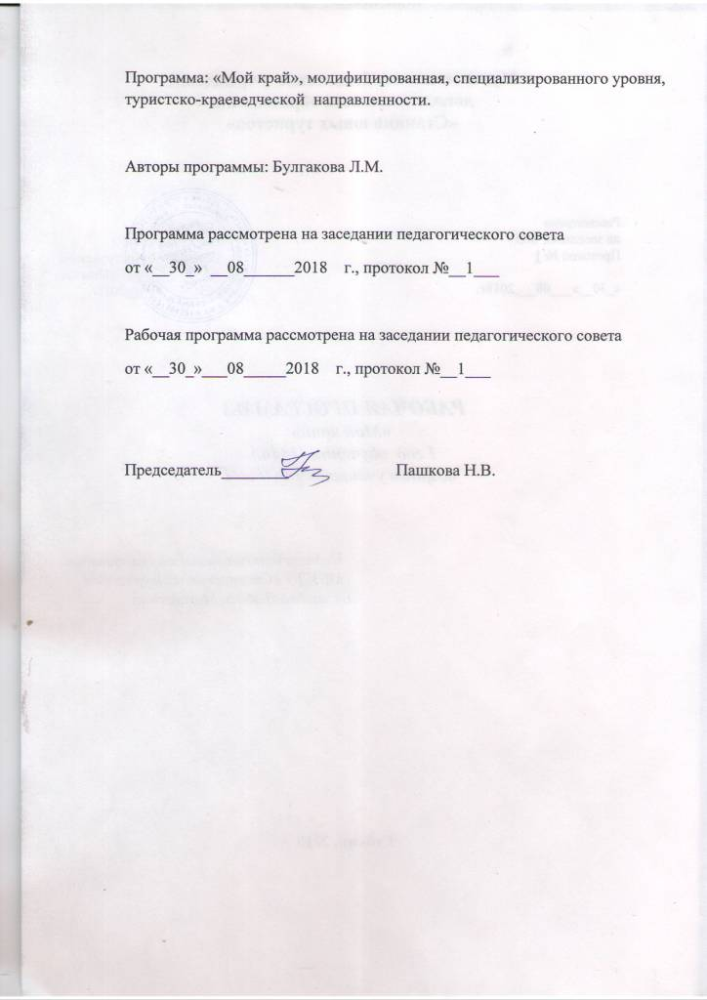 Программа: «Мой край», модифицированная, специализированного уровня,
туристско-краеведческой направленности.
Авторы программы: Булгакова Л.М.
Программа рассмотрена на заседании педагогического совета
от «__30_» __08______2018 г., протокол №__1___
Рабочая программа рассмотрена на заседании педагогического совета
от «__30_»___08_____2018 г., протокол №__1___
Председатель________ Пашкова Н.В.